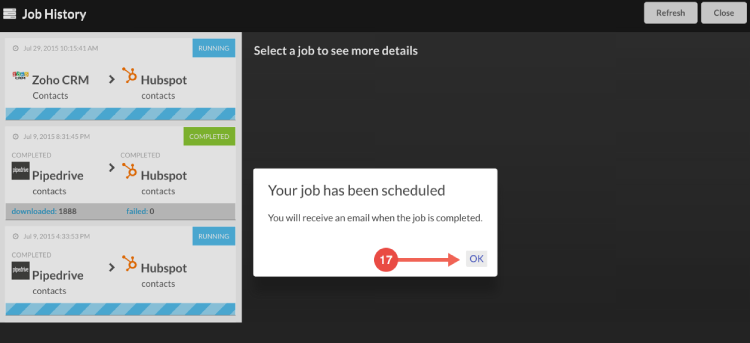 Job History
Refresh
Close
Jul 29, 2015 10:15:41 AM
RUNNING
Zoho CRM
Contacts
Hubspot
contacts
Jul 9, 2015 8:31:45 PM
COMPLETED
COMPLETED
COMPLETED
pipedrive
Pipedrive
contacts
Hubspot
contacts
downloaded: 1888
failed: 0
Jul 9, 2015 4:33:53 PM
RUNNING
COMPLETED
pipedrive
Pipedrive
contacts
Hubspot
contacts
Select a job to see more details
Your job has been scheduled
You will receive an email when the job is completed.
17
OK